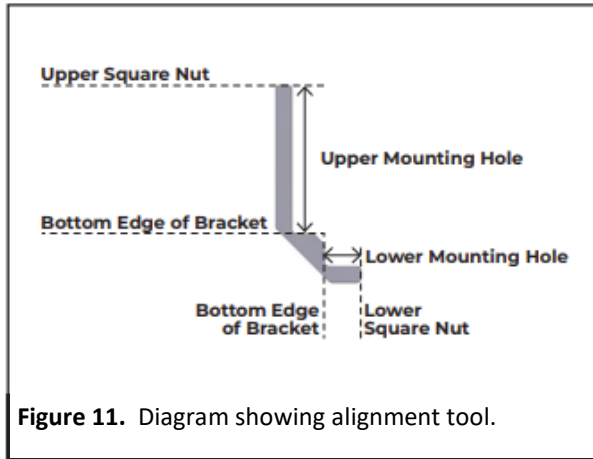 Upper Square Nut
Upper Mounting Hole
Bottom Edge of Bracket
Lower Mounting Hole
Bottom Edge
of Bracket
Lower
Square Nut
Figure 11. Diagram showing alignment tool.